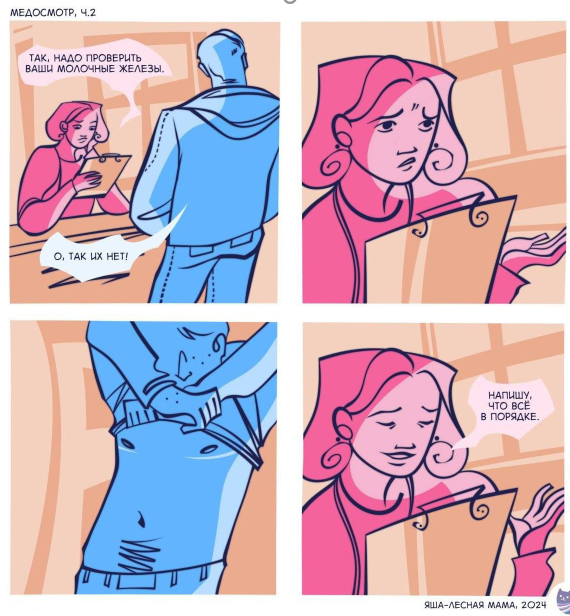 МЕДОСМОТР, Ч.2
ТАК, НАДО ПРОВЕРИТЬ
ВАШИ МОЛОЧНЫЕ ЖЕЛЕЗЫ.
О, ТАК ИХ НЕТ!
НАПИШУ,
ЧТО ВСЁ
В ПОРЯДКЕ.
ЯША-ЛЕСНАЯ МАМА, 2024